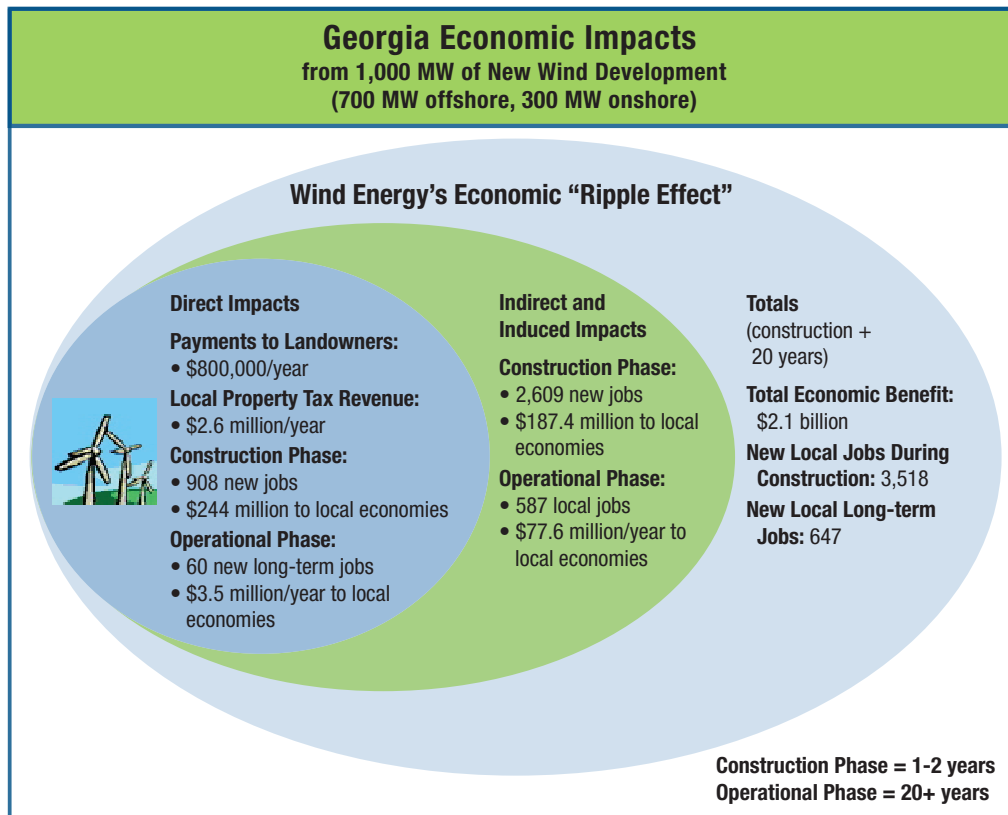 Georgia Economic Impacts
from 1,000 MW of New Wind Development
(700 MW offshore, 300 MW onshore)
Wind Energy’s Economic “Ripple Effect”
Direct Impacts
Payments to Landowners:
• $800,000/year
Local Property Tax Revenue:
• $2.6 million/year
Construction Phase:
• 908 new jobs
• $244 million to local economies
Operational Phase:
• 60 new long-term jobs
• $3.5 million/year to local
economies
Indirect and
Induced Impacts
Construction Phase:
• 2,609 new jobs
• $187.4 million to local
economies
Operational Phase:
• 587 local jobs
• $77.6 million/year to
local economies
Totals
(construction +
20 years)
Total Economic Benefit:
$2.1 billion
New Local Jobs During
Construction: 3,518
New Local Long-term
Jobs: 647
Construction Phase = 1-2 years
Operational Phase = 20+ years